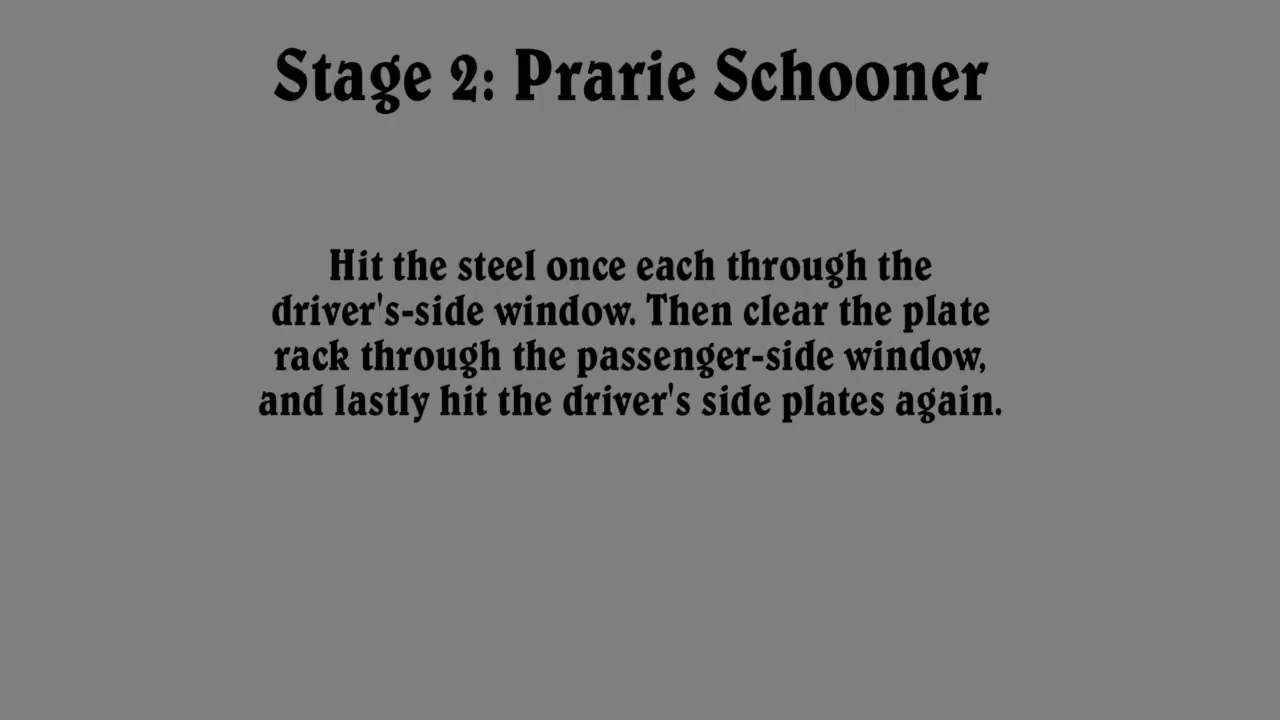 Stage 2: Prarie Schooner
Hit the steel once each through the
driver's-side window. Then clear the plate
rack through the passenger-side window,
and lastly hit the driver's side plates again.